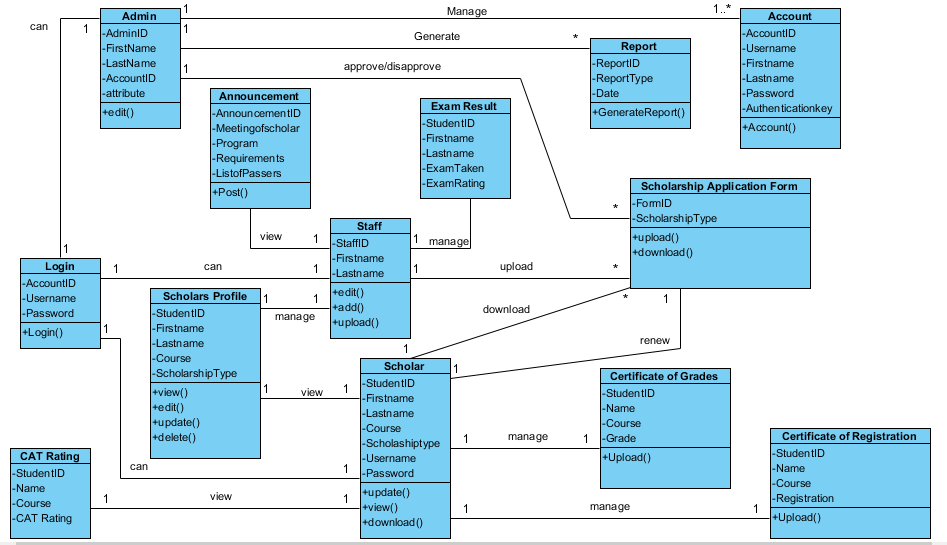 Admin
-AdminID
-FirstName
-LastName
-AccountID
-attribute
+edit()
1
Manage
1..*
Account
-AccountID
-Username
-Firstname
-Lastname
-Password
-Authenticationkey
+Account()
can
1
1
Generate
*
Report
-ReportID
-ReportType
-Date
+GenerateReport()
1
approve/disapprove
*
Announcement
-AnnouncementID
-Meetingofscholar
-Program
-Requirements
-ListofPassers
+Post()
Exam Result
-StudentID
-Firstname
-Lastname
-ExamTaken
-ExamRating
Scholarship Application Form
-FormID
-ScholarshipType
+upload()
+download()
view
1
Staff
-StaffID
-Firstname
-Lastname
+edit()
+add()
+upload()
1
manage
1
Login
-AccountID
-Username
-Password
+Login()
1
can
1
1
upload
*
Scholars Profile
-StudentID
-Firstname
-Lastname
-Course
-ScholarshipType
+view()
+edit()
+update()
+delete()
1
1
manage
download
*
1
1
renew
1
1
1
view
1
Scholar
-StudentID
-Firstname
-Lastname
-Course
-Scholashiptype
-Username
-Password
+update()
+view()
+download()
Certificate of Grades
-StudentID
-Name
-Course
-Grade
+Upload()
1
manage
1
Certificate of Registration
-StudentID
-Name
-Course
-Registration
+Upload()
CAT Rating
-StudentID
-Name
-Course
-CAT Rating
can
1
1
view
1
1
manage
1